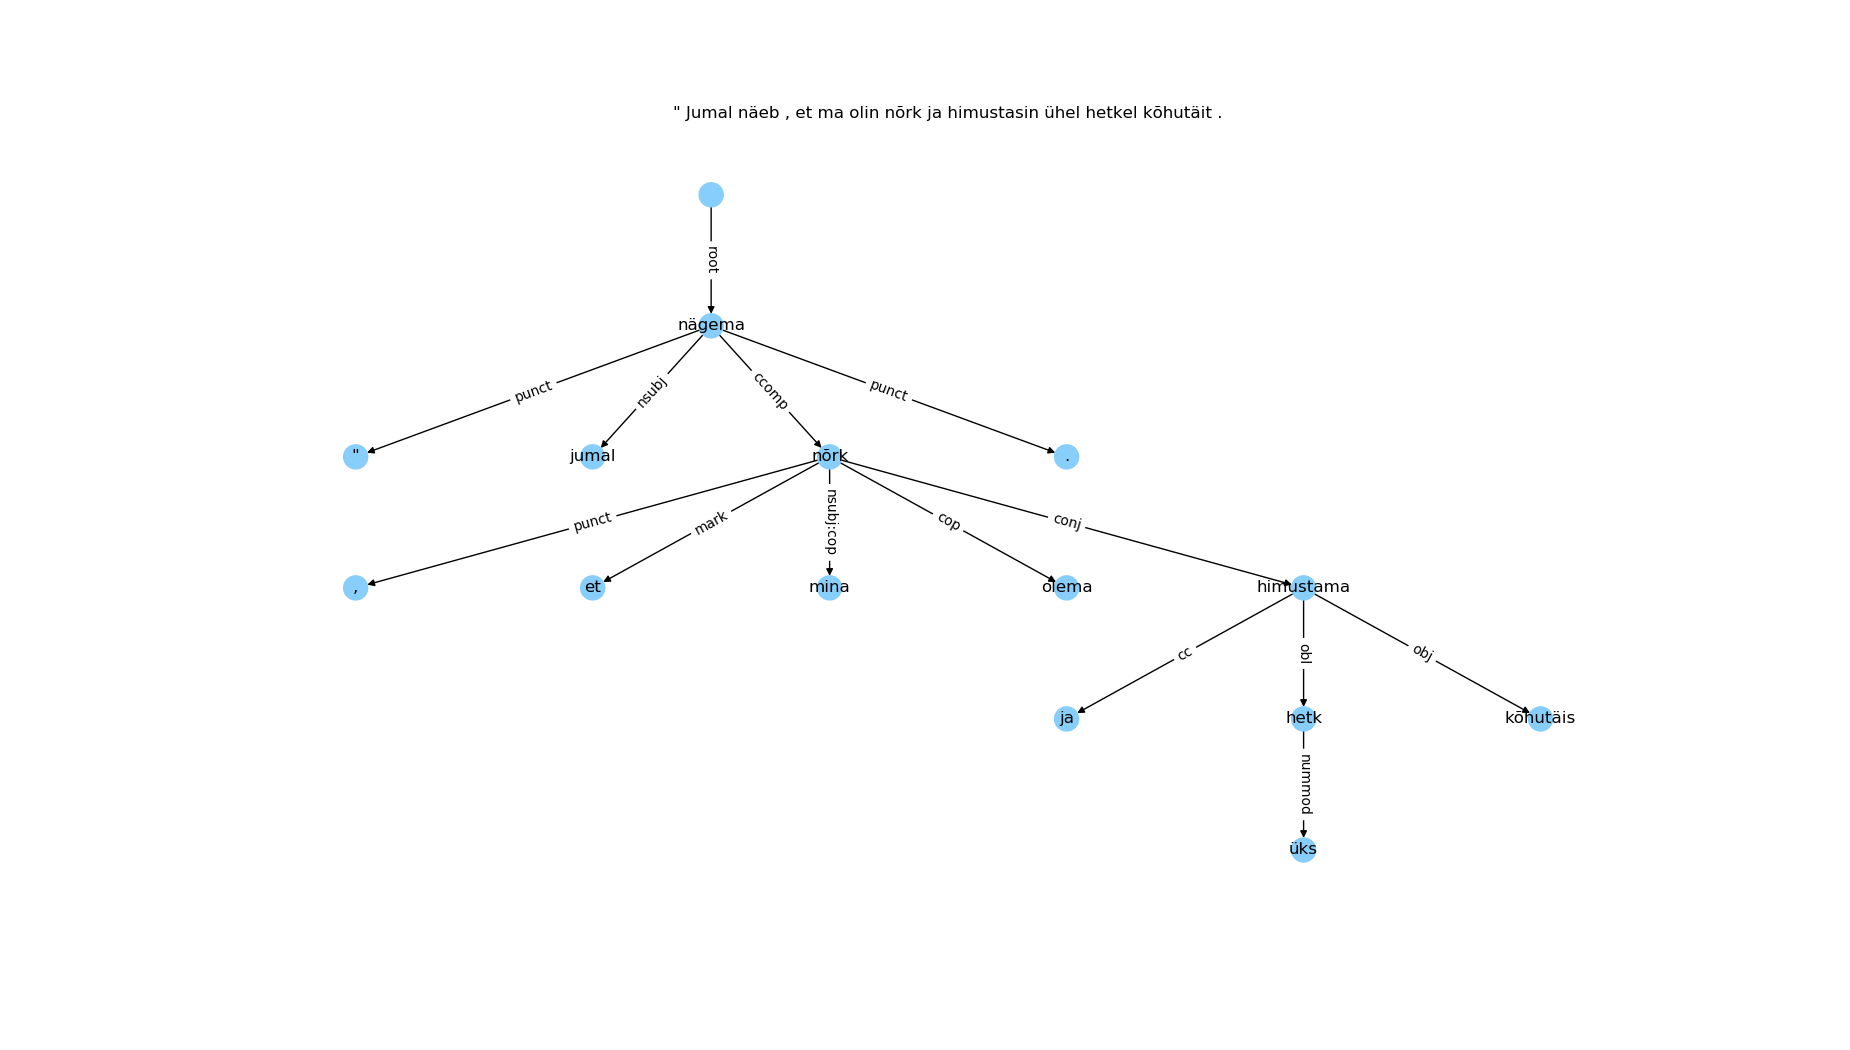 " Jumal näeb , et ma olin nõrk ja himustasin ühel hetkel kõhutäit .
root
nägema
punct nsubj ccomp punct
" jumal nõrk .
punct mark nsubj:cop cop conj
, et mina olema himustama
cc obl obj
ja hetk kõhutäis
nummod
üks